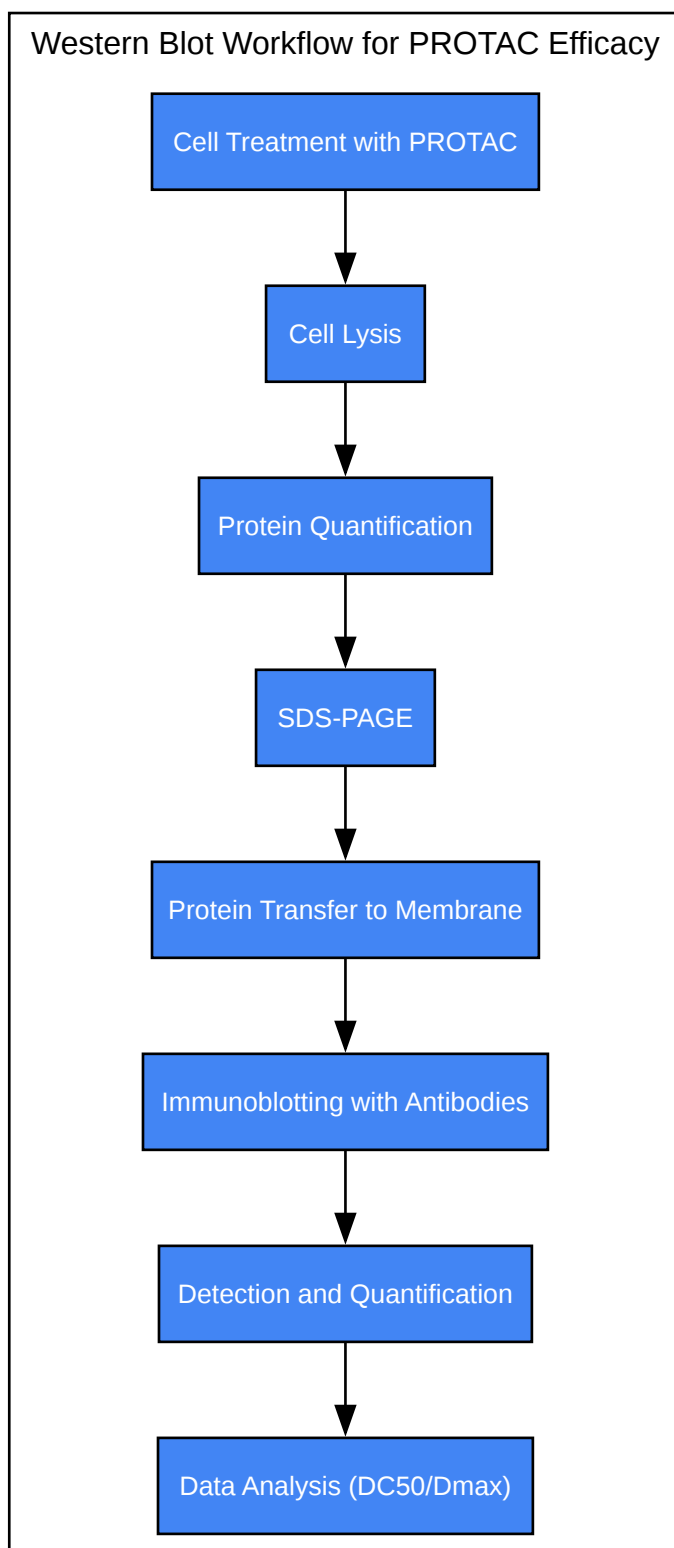 Western Blot Workflow for PROTAC Efficacy
Cell Treatment with PROTAC
Cell Lysis
Protein Quantification
SDS-PAGE
Protein Transfer to Membrane
Immunoblotting with Antibodies
Detection and Quantification
Data Analysis (DC50/Dmax)